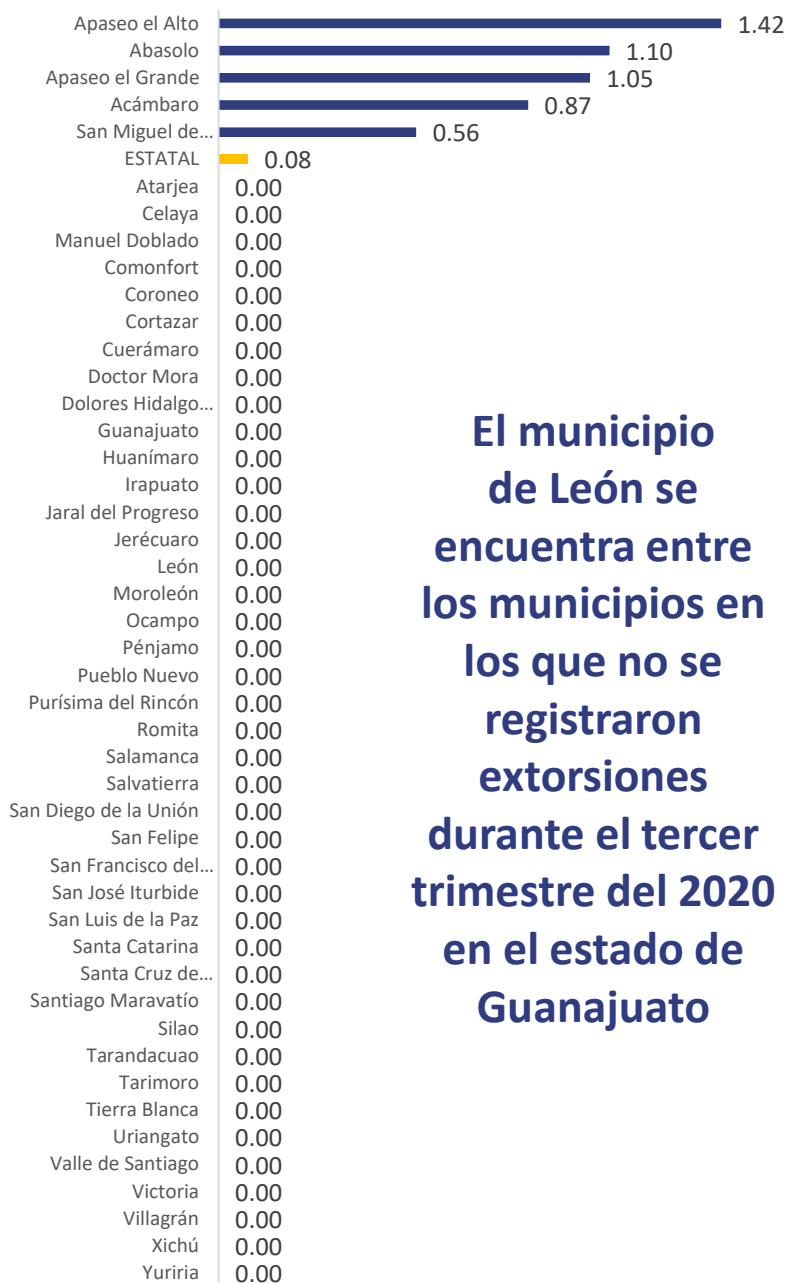 Apaseo el Alto 1.42
Abasolo 1.10
Apaseo el Grande 1.05
Acámbaro 0.87
San Miguel de... 0.56
ESTATAL 0.08
Atarjea 0.00
Celaya 0.00
Manuel Doblado 0.00
Comonfort 0.00
Coroneo 0.00
Cortazar 0.00
Cuerámaro 0.00
Doctor Mora 0.00
Dolores Hidalgo... 0.00
Guanajuato 0.00
Huanímaro 0.00
Irapuato 0.00
Jaral del Progreso 0.00
Jerécuaro 0.00
León 0.00
Moroleón 0.00
Ocampo 0.00
Pénjamo 0.00
Pueblo Nuevo 0.00
Purísima del Rincón 0.00
Romita 0.00
Salamanca 0.00
Salvatierra 0.00
San Diego de la Unión 0.00
San Felipe 0.00
San Francisco del... 0.00
San José Iturbide 0.00
San Luis de la Paz 0.00
Santa Catarina 0.00
Santa Cruz de... 0.00
Santiago Maravatío 0.00
Silao 0.00
Tarandacuao 0.00
Tarimoro 0.00
Tierra Blanca 0.00
Uriangato 0.00
Valle de Santiago 0.00
Victoria 0.00
Villagrán 0.00
Xichú 0.00
Yuriria 0.00
El municipio
de León se
encuentra entre
los municipios en
los que no se
registraron
extorsiones
durante el tercer
trimestre del 2020
en el estado de
Guanajuato